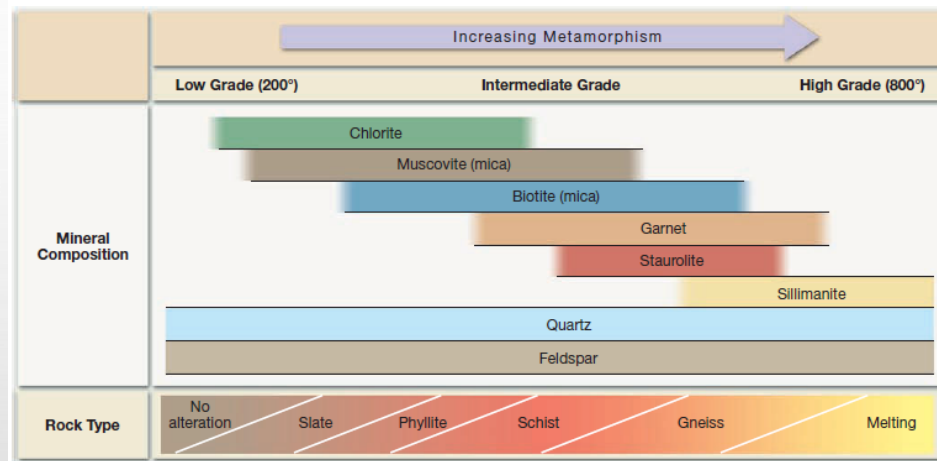 Increasing Metamorphism
Low Grade (200°) Intermediate Grade High Grade (800°)
Mineral
Composition
Chlorite
Muscovite (mica)
Biotite (mica)
Garnet
Staurolite
Sillimanite
Quartz
Feldspar
Rock Type
No
alteration Slate Phyllite Schist Gneiss Melting